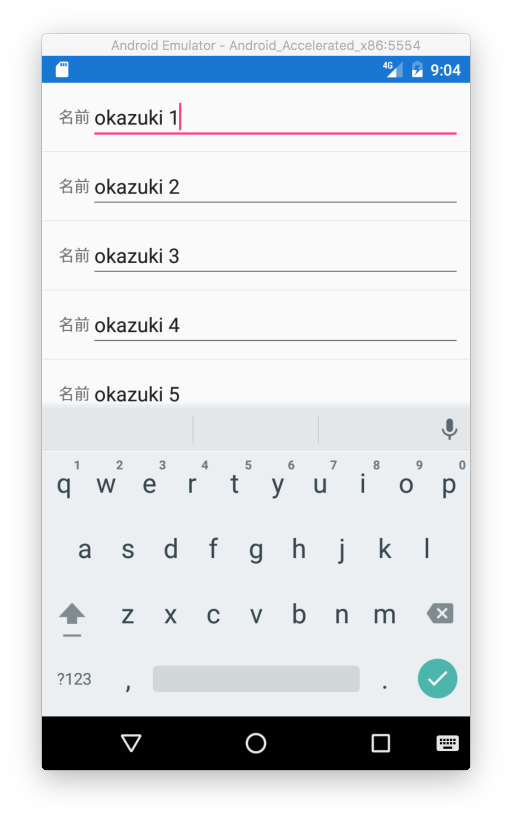 Android Emulator - Android_Accelerated_x86:5554
4G 9:04
名前 okazuki 1
名前 okazuki 2
名前 okazuki 3
名前 okazuki 4
名前 okazuki 5
1 2 3 4 5 6 7 8 9 0
q w e r t y u i o p
a s d f g h j k l
z x c v b n m
?123 , .